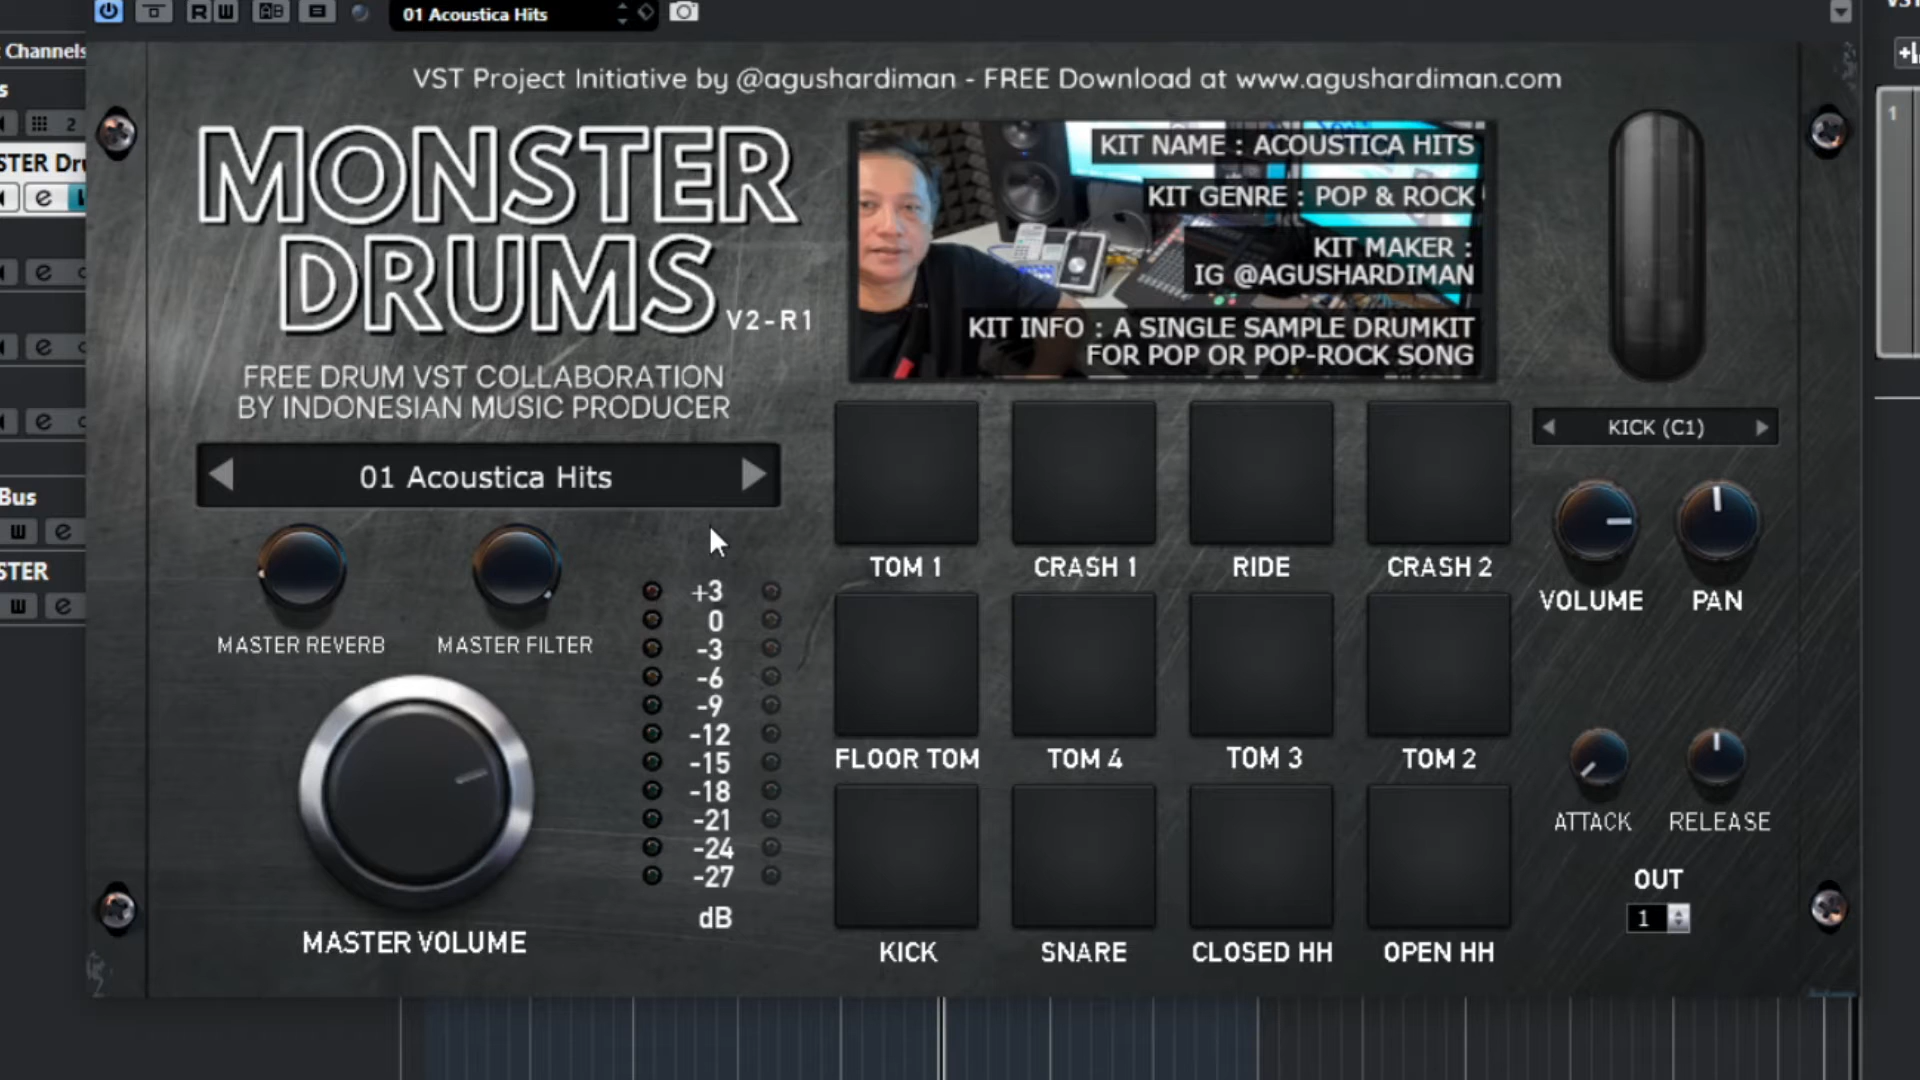 01 Acoustica Hits
Channels
s
VST Project Initiative by @agushardiman - FREE Download at www.agushardiman.com
MONSTER
DRUMS
V2-R1
FREE DRUM VST COLLABORATION
BY INDONESIAN MUSIC PRODUCER
01 Acoustica Hits
MASTER REVERB
MASTER FILTER
MASTER VOLUME
+3
0
-3
-6
-9
-12
-15
-18
-21
-24
-27
dB
KIT NAME : ACOUSTICA HITS
KIT GENRE : POP & ROCK
KIT MAKER :
IG @AGUSHARDIMAN
KIT INFO : A SINGLE SAMPLE DRUMKIT
FOR POP OR POP-ROCK SONG
TOM 1
CRASH 1
RIDE
CRASH 2
FLOOR TOM
TOM 4
TOM 3
TOM 2
KICK
SNARE
CLOSED HH
OPEN HH
KICK (C1)
VOLUME
PAN
ATTACK
RELEASE
OUT
1
2
STER Dru
Bus
STER
R W
1